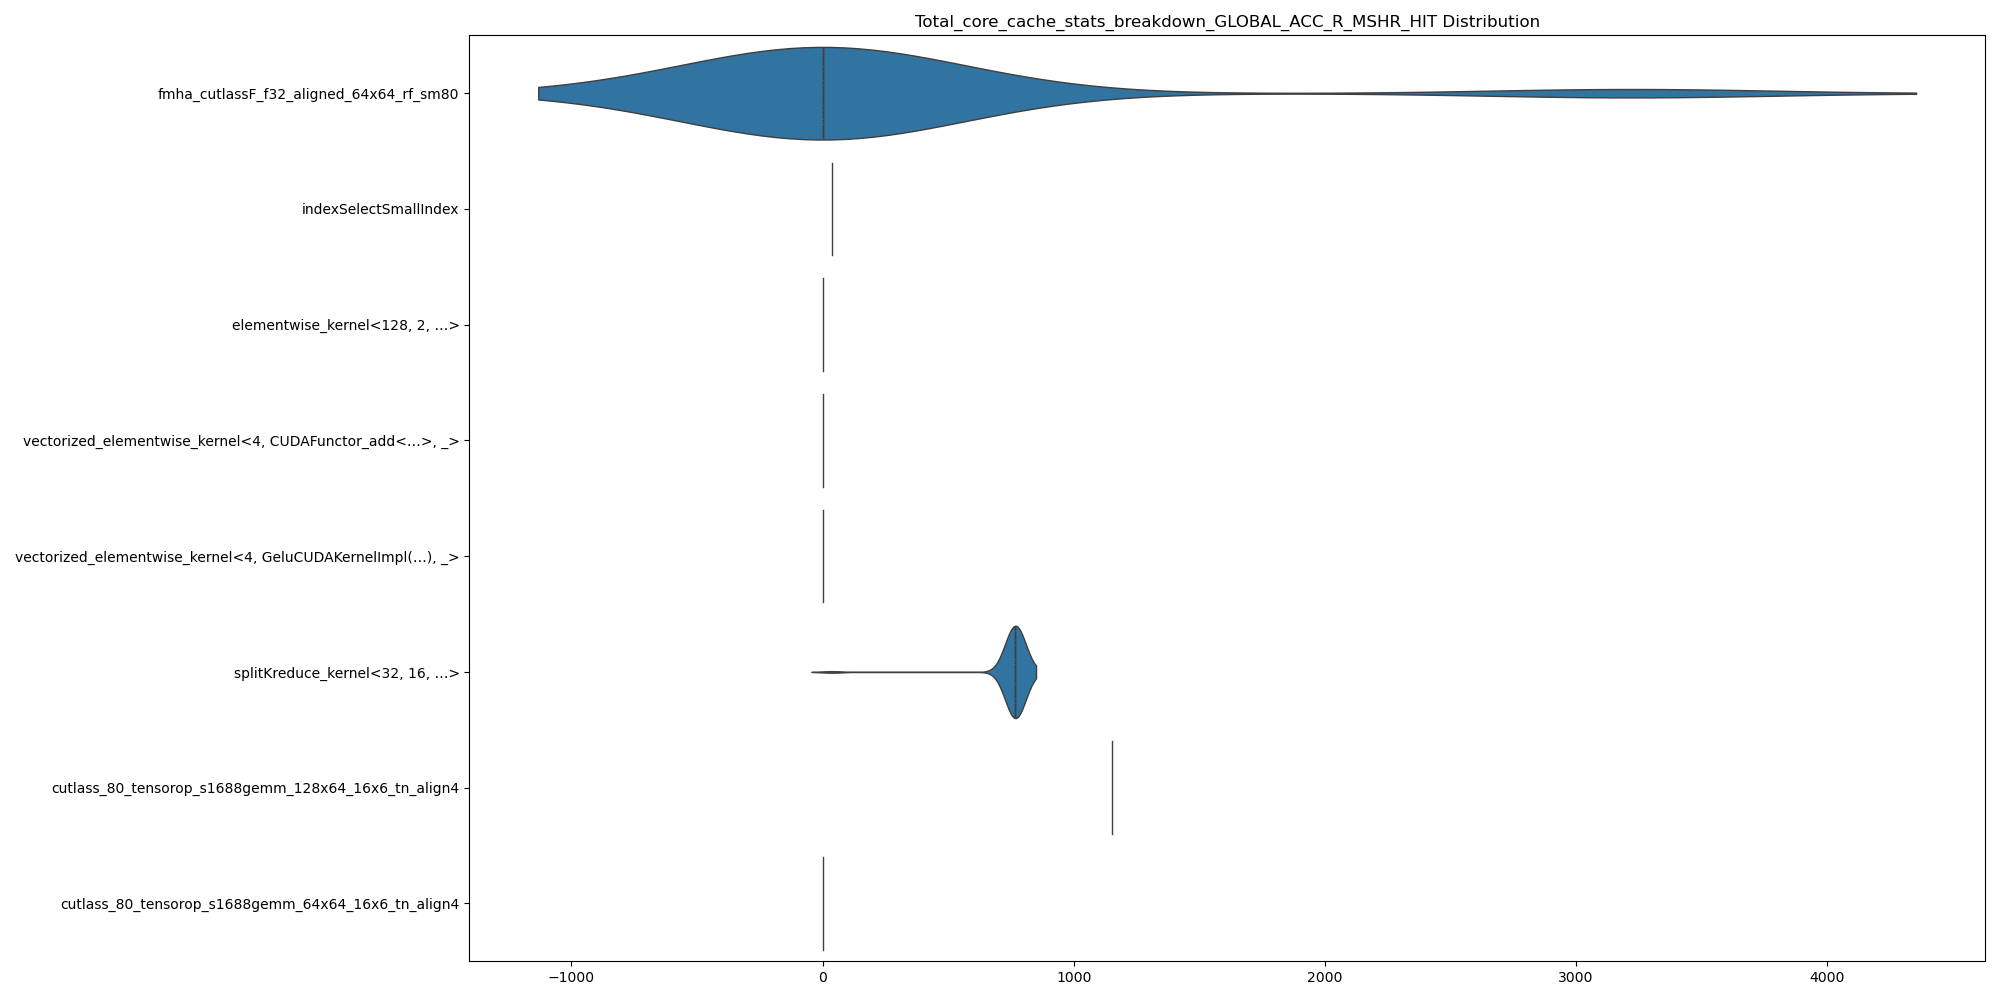 Total_core_cache_stats_breakdown_GLOBAL_ACC_R_MSHR_HIT Distribution
fmha_cutlassF_f32_aligned_64x64_rf_sm80
indexSelectSmallIndex
elementwise_kernel<128, 2, ...>
vectorized_elementwise_kernel<4, CUDAFunctor_add<...>, _>
vectorized_elementwise_kernel<4, GeluCUDAKernelImpl(...), _>
splitKreduce_kernel<32, 16, ...>
cutlass_80_tensorop_s1688gemm_128x64_16x6_tn_align4
cutlass_80_tensorop_s1688gemm_64x64_16x6_tn_align4
−1000 0 1000 2000 3000 4000